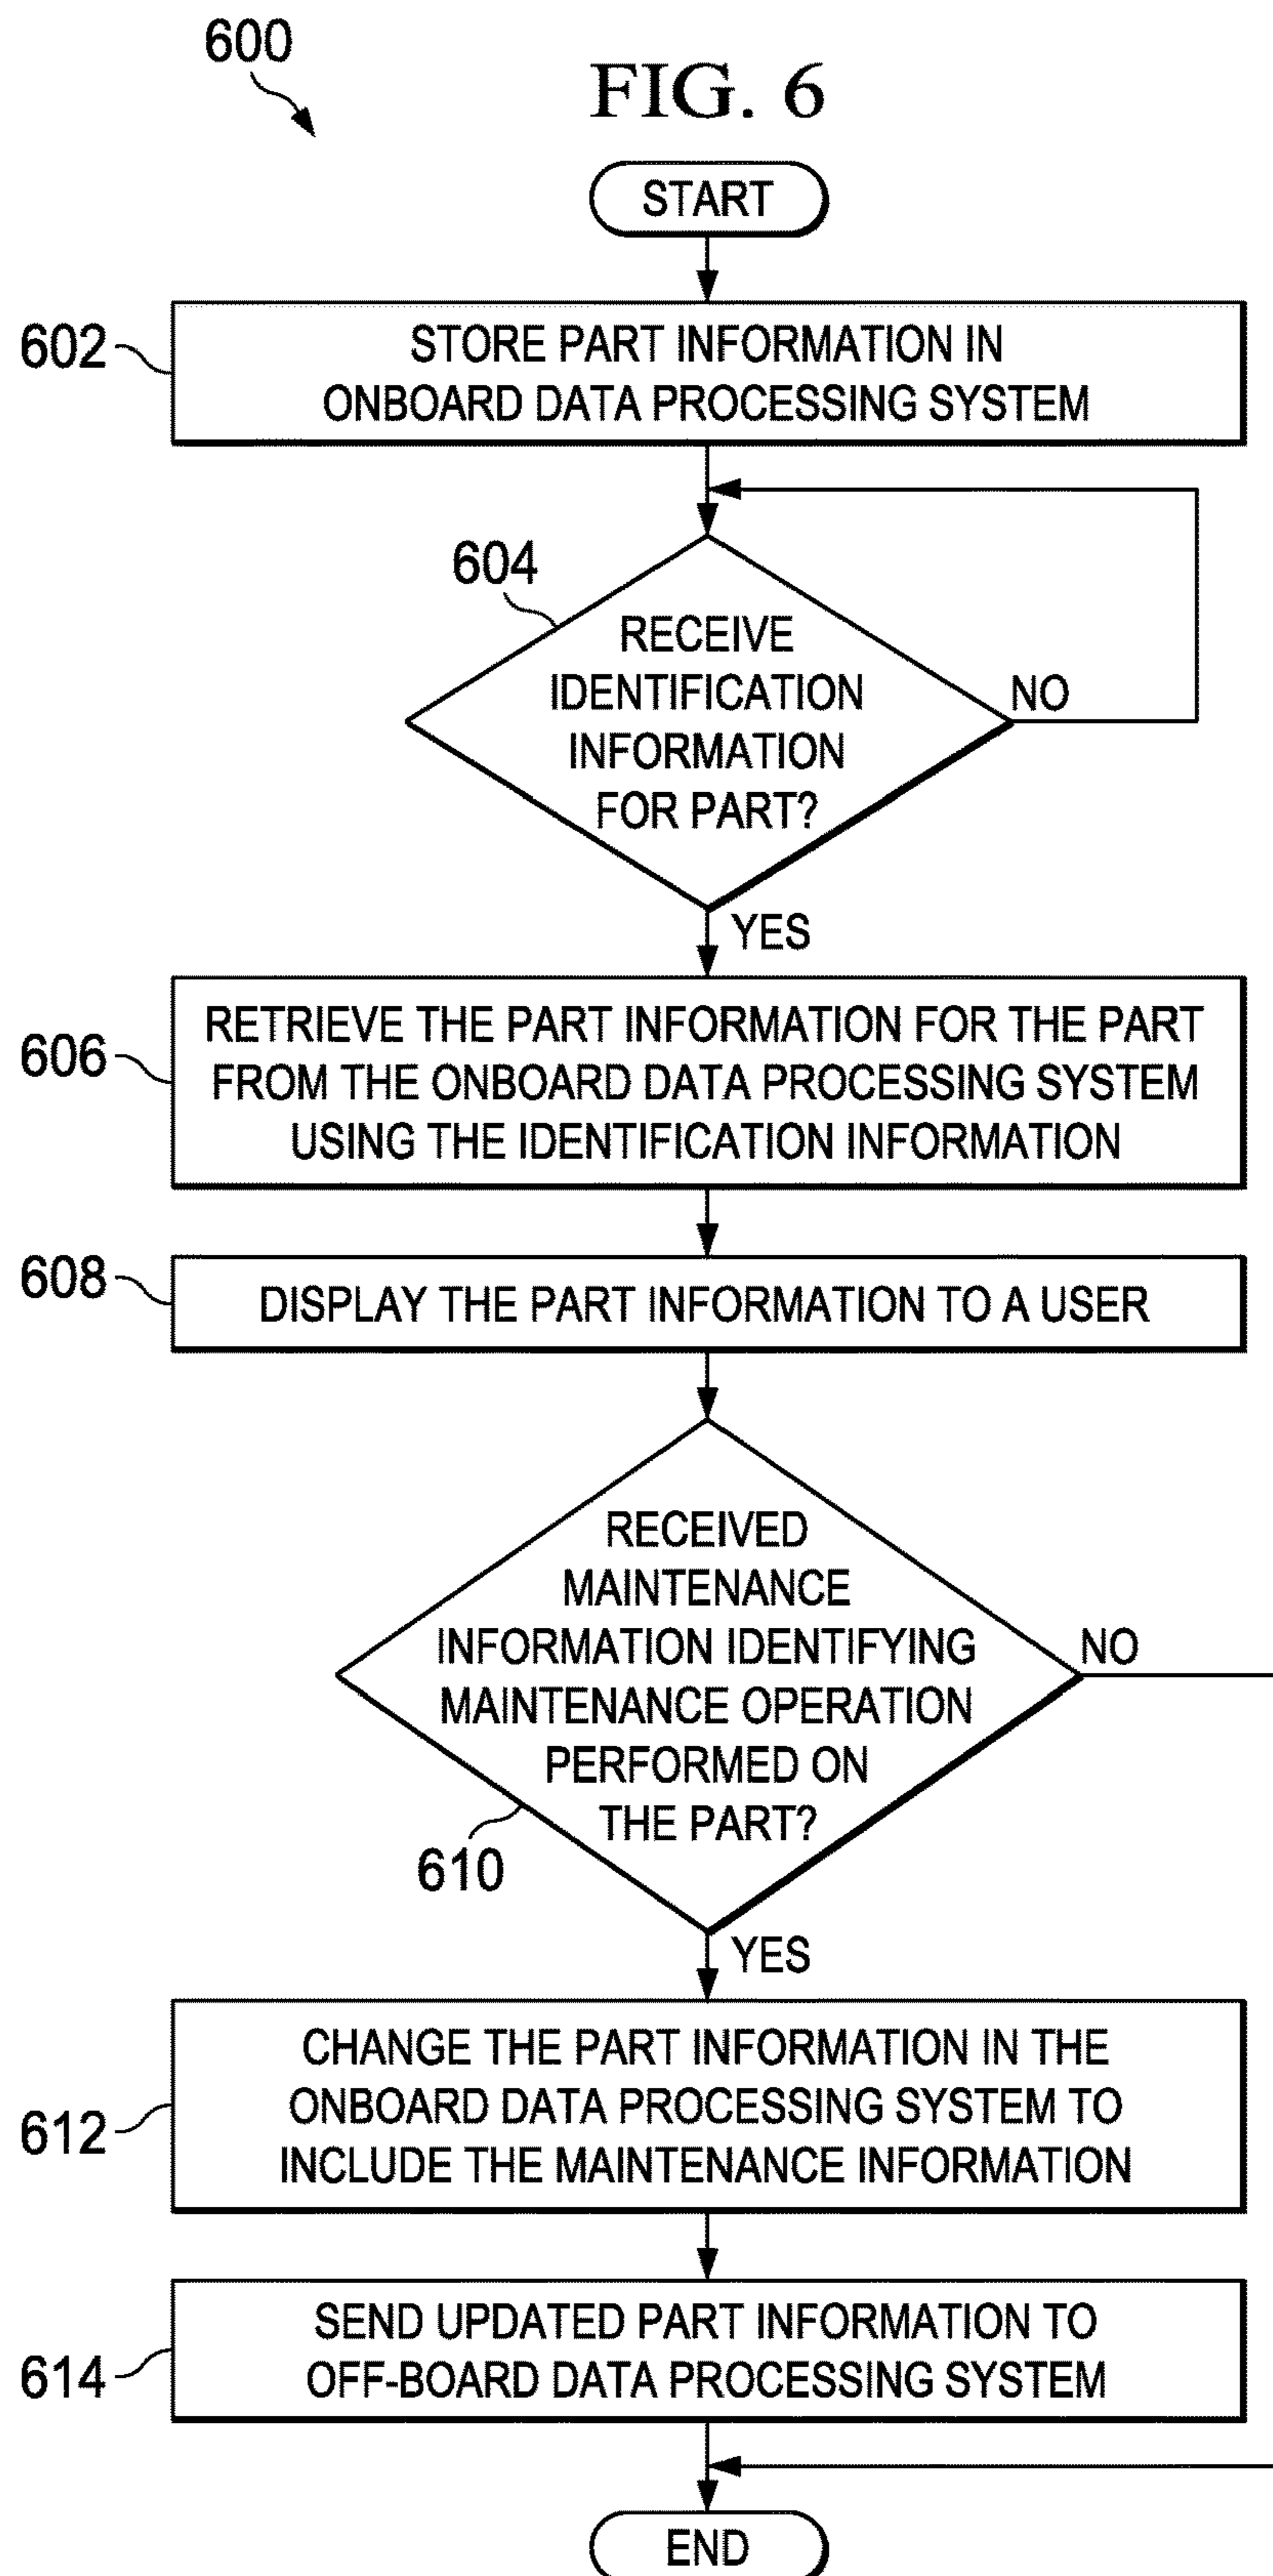 600
FIG. 6
START
602
STORE PART INFORMATION IN
ONBOARD DATA PROCESSING SYSTEM
604
RECEIVE
IDENTIFICATION
INFORMATION
FOR PART?
NO
YES
606
RETRIEVE THE PART INFORMATION FOR THE PART
FROM THE ONBOARD DATA PROCESSING SYSTEM
USING THE IDENTIFICATION INFORMATION
608
DISPLAY THE PART INFORMATION TO A USER
RECEIVED
MAINTENANCE
INFORMATION IDENTIFYING
MAINTENANCE OPERATION
PERFORMED ON
THE PART?
NO
610
YES
612
CHANGE THE PART INFORMATION IN THE
ONBOARD DATA PROCESSING SYSTEM TO
INCLUDE THE MAINTENANCE INFORMATION
614
SEND UPDATED PART INFORMATION TO
OFF-BOARD DATA PROCESSING SYSTEM
END